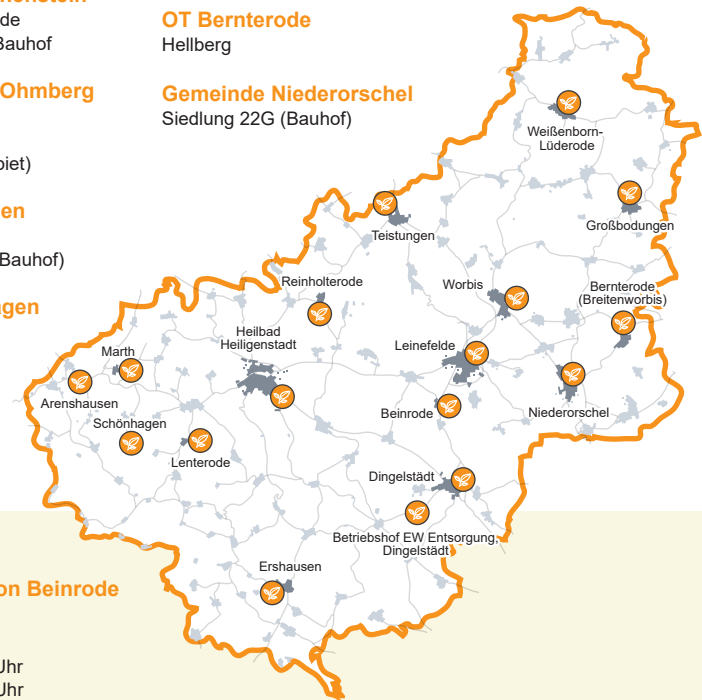 de
Bauhof
Ohmberg
biet)
en
Bauhof)
gen
OT Bernterode
Hellberg
Gemeinde Niederorschel
Siedlung 22G (Bauhof)
Weißenborn-
Lüderode
Großbodungen
Teistungen
Reinholterode
Worbis
Bernterode
(Breitenworbis)
Heilbad
Heiligenstadt
Leinefelde
Marth
Arenshausen
Schönhagen
Beinrode
Niederorschel
Lenterode
Dingelstädt
Betriebshof EW Entsorgung,
Dingelstädt
Ershausen
on Beinrode
Uhr
Uhr